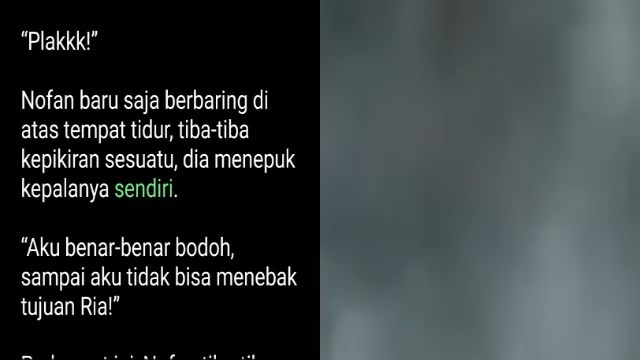 “Plakkk!”
Nofan baru saja berbaring di
atas tempat tidur, tiba-tiba
kepikiran sesuatu, dia menepuk
kepalanya sendiri.
“Aku benar-benar bodoh,
sampai aku tidak bisa menebak
tujuan Ria!”